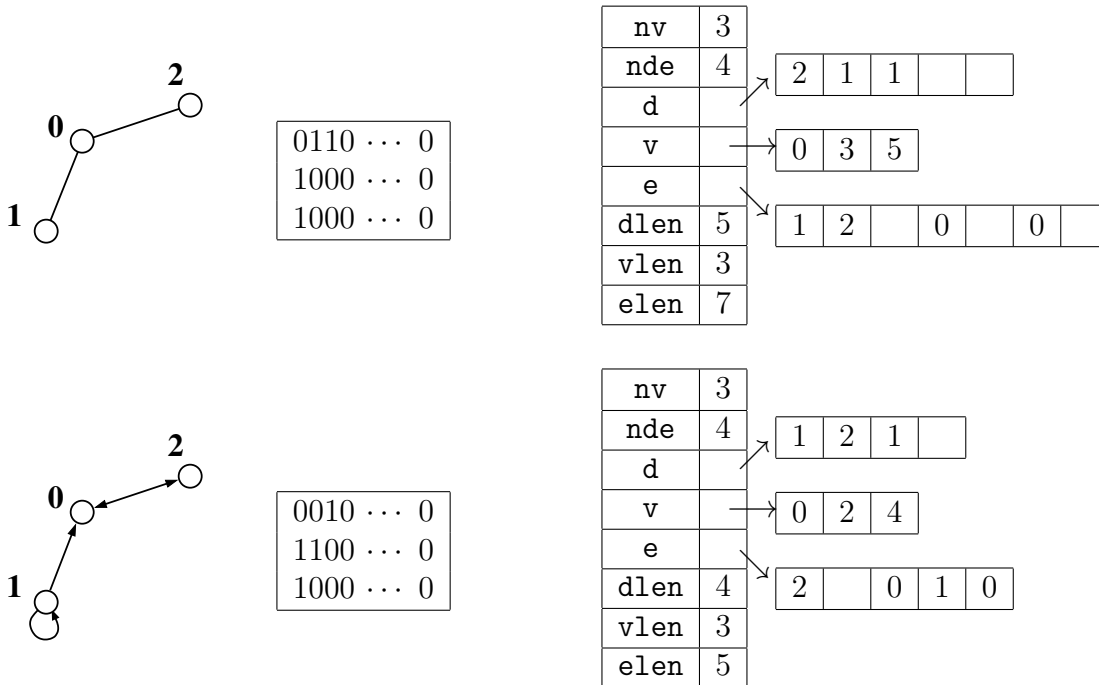 2
0
1
0110 ⋯ 0
1000 ⋯ 0
1000 ⋯ 0
nv 3
nde 4
d
v
e
dlen 5
vlen 3
elen 7
2 1 1
0 3 5
1 2 0 0
2
0
1
0010 ⋯ 0
1100 ⋯ 0
1000 ⋯ 0
nv 3
nde 4
d
v
e
dlen 4
vlen 3
elen 5
1 2 1
0 2 4
2 0 1 0